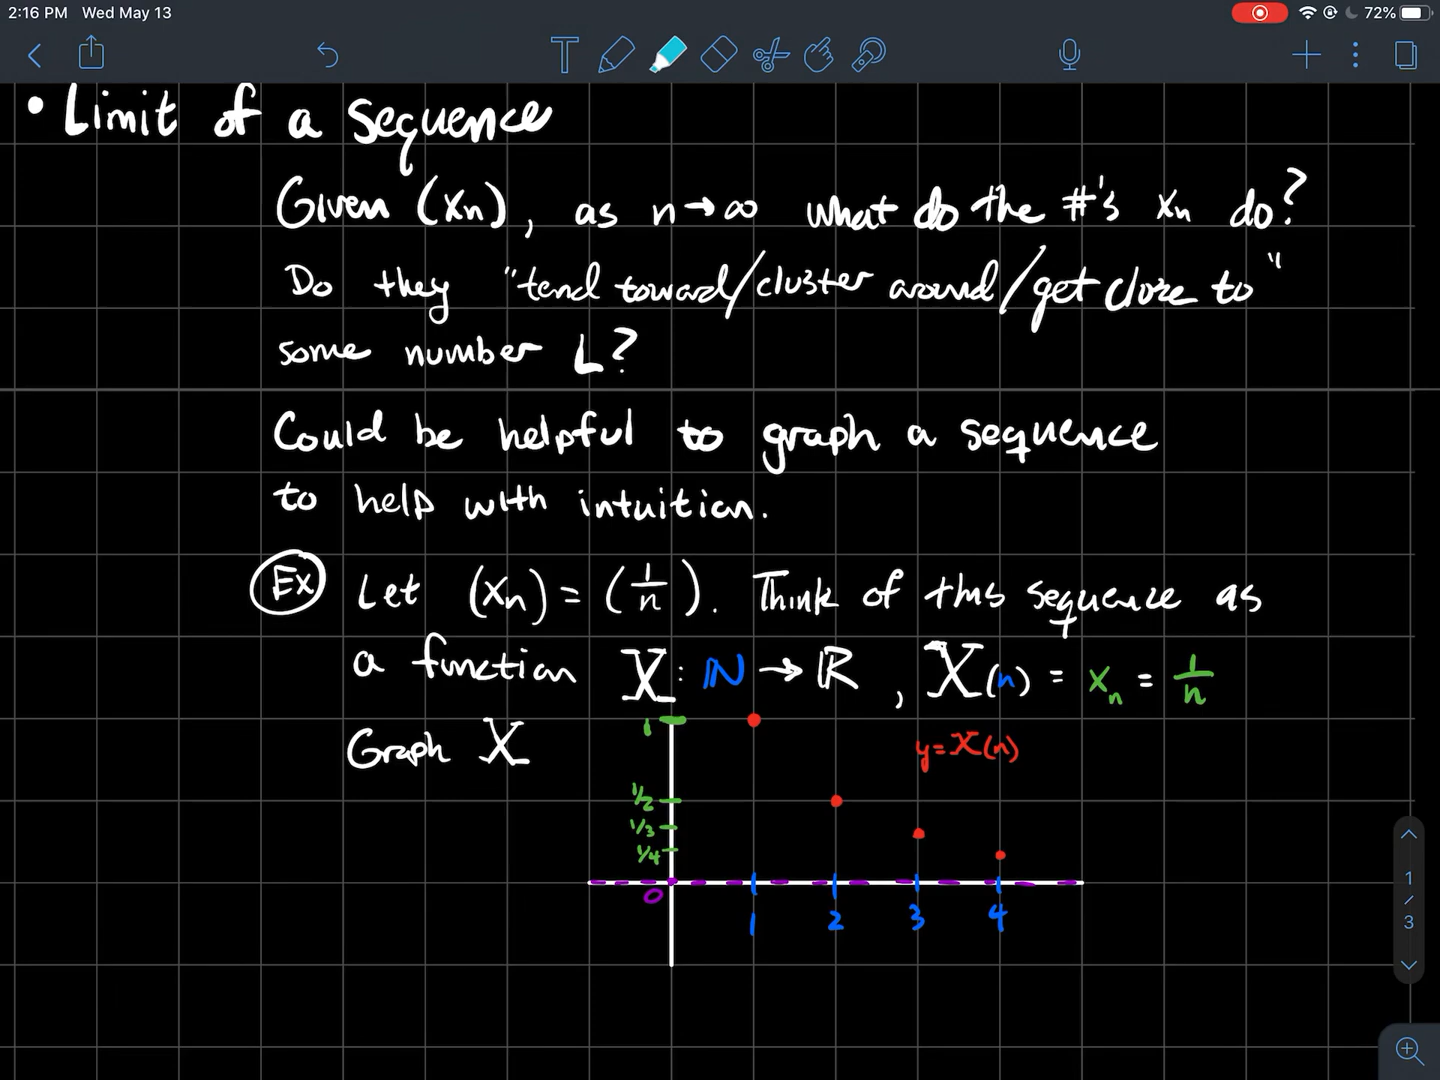 2:16 PM Wed May 13
72%
• Limit of a sequence
Given (xn), as n→∞ what do the #'s xn do?
Do they "tend toward/cluster around/get close to"
some number L?
Could be helpful to graph a sequence
to help with intuition.
Ex Let (xn) = (1/n). Think of this sequence as
a function X: ℕ → ℝ, X(n) = xn = 1/n
Graph X
y = X(n)
1
1/2
1/3
1/4
0
1 2 3 4
1
/
3